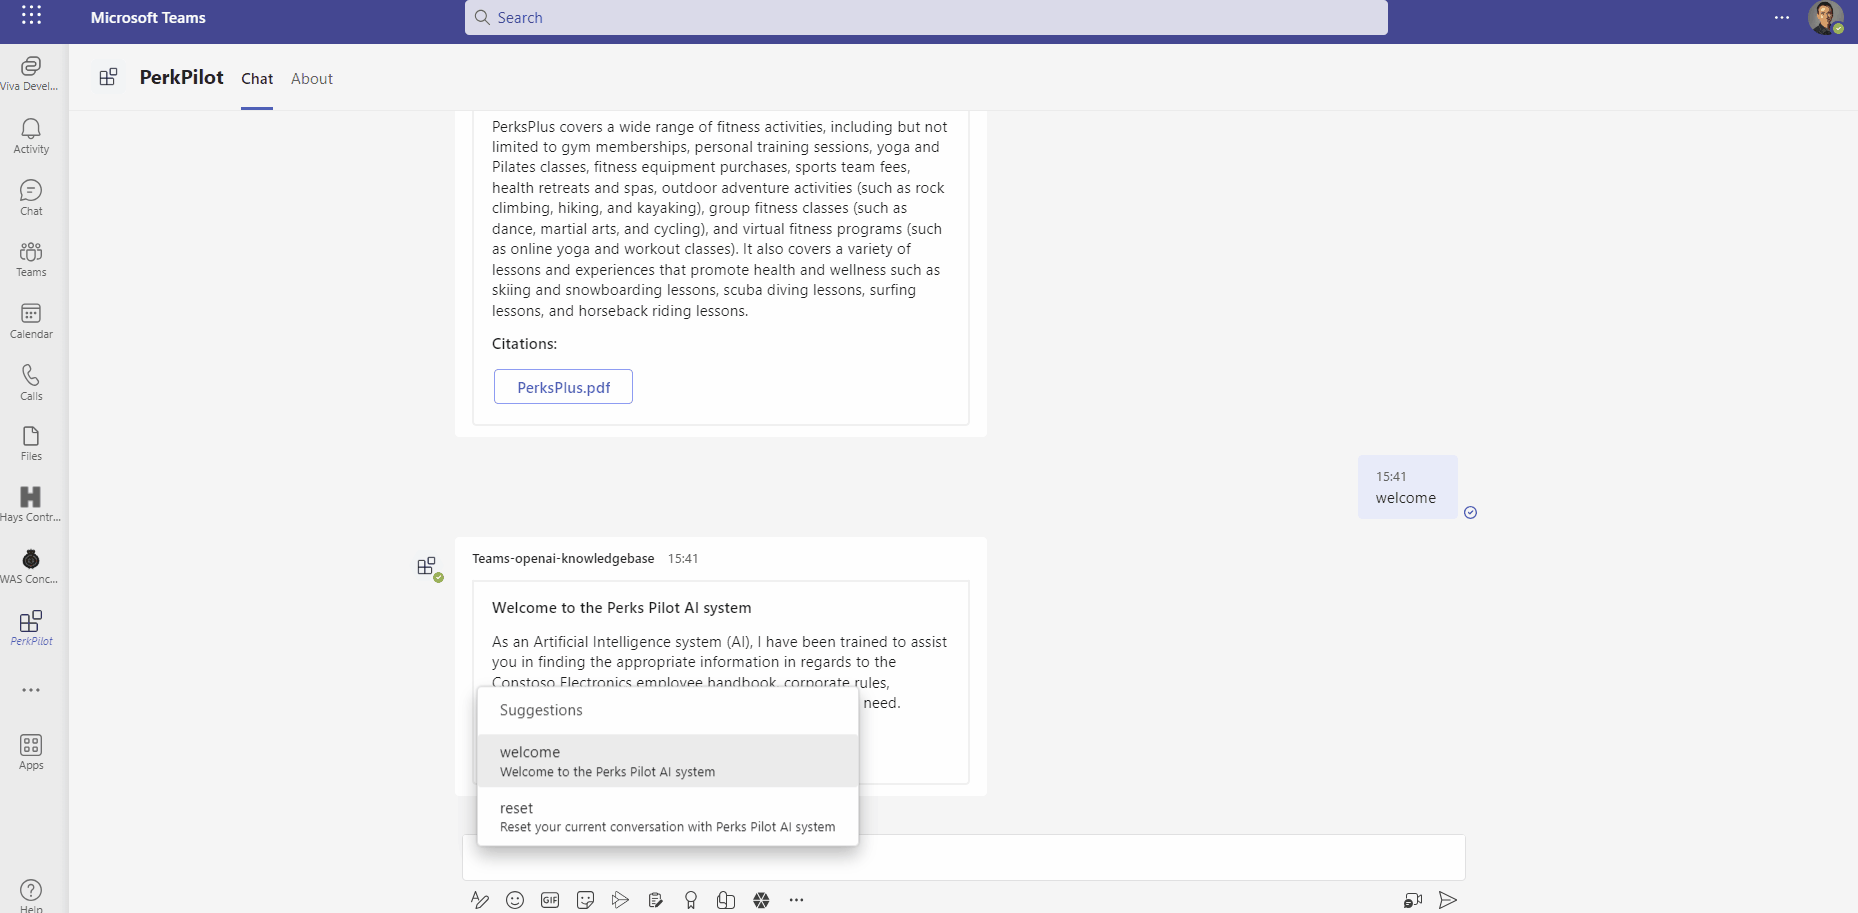 Microsoft Teams
Search
Viva Devel...
Activity
Chat
Teams
Calendar
Calls
Files
Hays Contr...
WAS Conc...
PerkPilot
Apps
Help
PerkPilot
Chat
About
PerksPlus covers a wide range of fitness activities, including but not
limited to gym memberships, personal training sessions, yoga and
Pilates classes, fitness equipment purchases, sports team fees,
health retreats and spas, outdoor adventure activities (such as rock
climbing, hiking, and kayaking), group fitness classes (such as
dance, martial arts, and cycling), and virtual fitness programs (such
as online yoga and workout classes). It also covers a variety of
lessons and experiences that promote health and wellness such as
skiing and snowboarding lessons, scuba diving lessons, surfing
lessons, and horseback riding lessons.
Citations:
PerksPlus.pdf
15:41
welcome
Teams-openai-knowledgebase 15:41
Welcome to the Perks Pilot AI system
As an Artificial Intelligence system (AI), I have been trained to assist
you in finding the appropriate information in regards to the
Constoso Electronics employee handbook, corporate rules,
need.
Suggestions
welcome
Welcome to the Perks Pilot AI system
reset
Reset your current conversation with Perks Pilot AI system
GIF